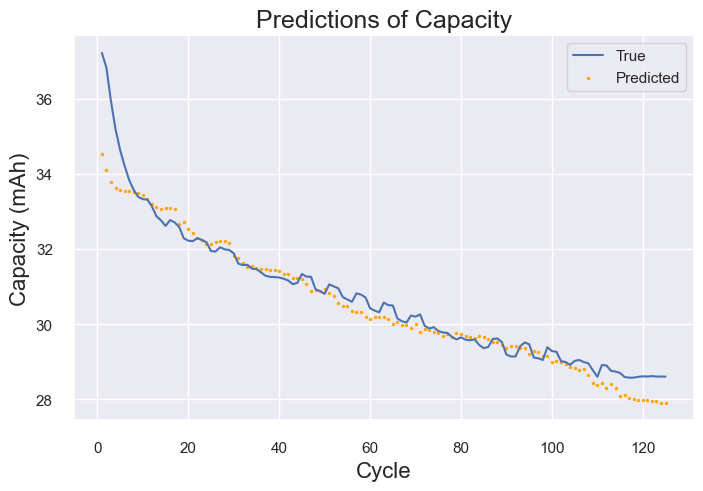 Predictions of Capacity
True
Predicted
Capacity (mAh)
36
34
32
30
28
0 20 40 60 80 100 120
Cycle